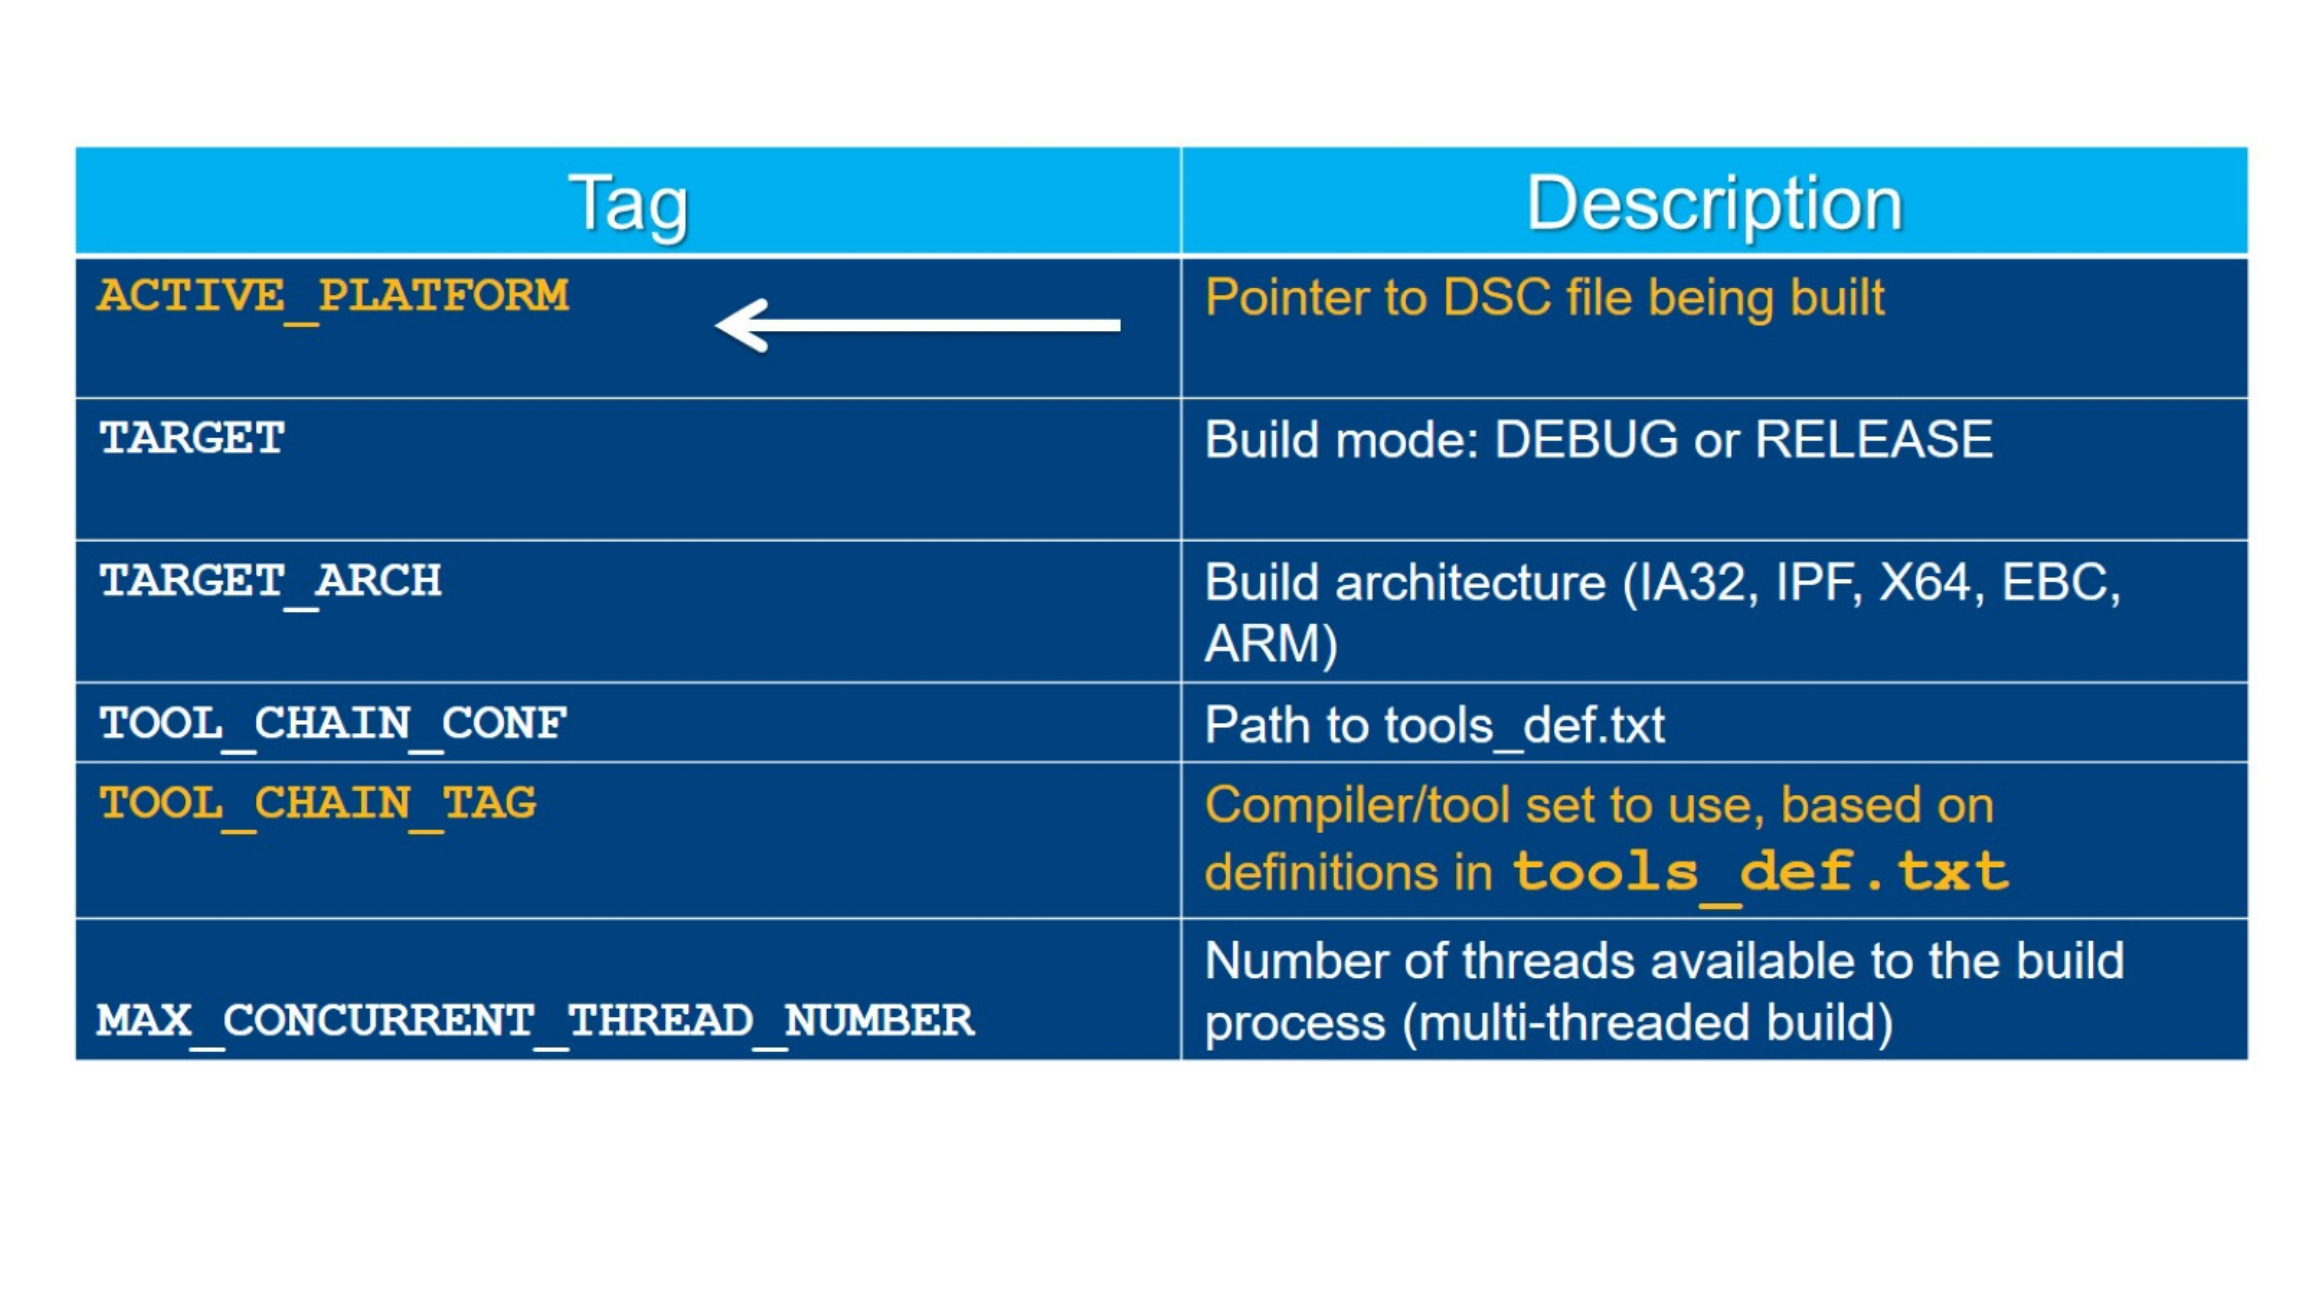 Tag
Description
ACTIVE_PLATFORM
Pointer to DSC file being built
TARGET
Build mode: DEBUG or RELEASE
TARGET_ARCH
Build architecture (IA32, IPF, X64, EBC,
ARM)
TOOL_CHAIN_CONF
Path to tools_def.txt
TOOL_CHAIN_TAG
Compiler/tool set to use, based on
definitions in tools_def.txt
MAX_CONCURRENT_THREAD_NUMBER
Number of threads available to the build
process (multi-threaded build)